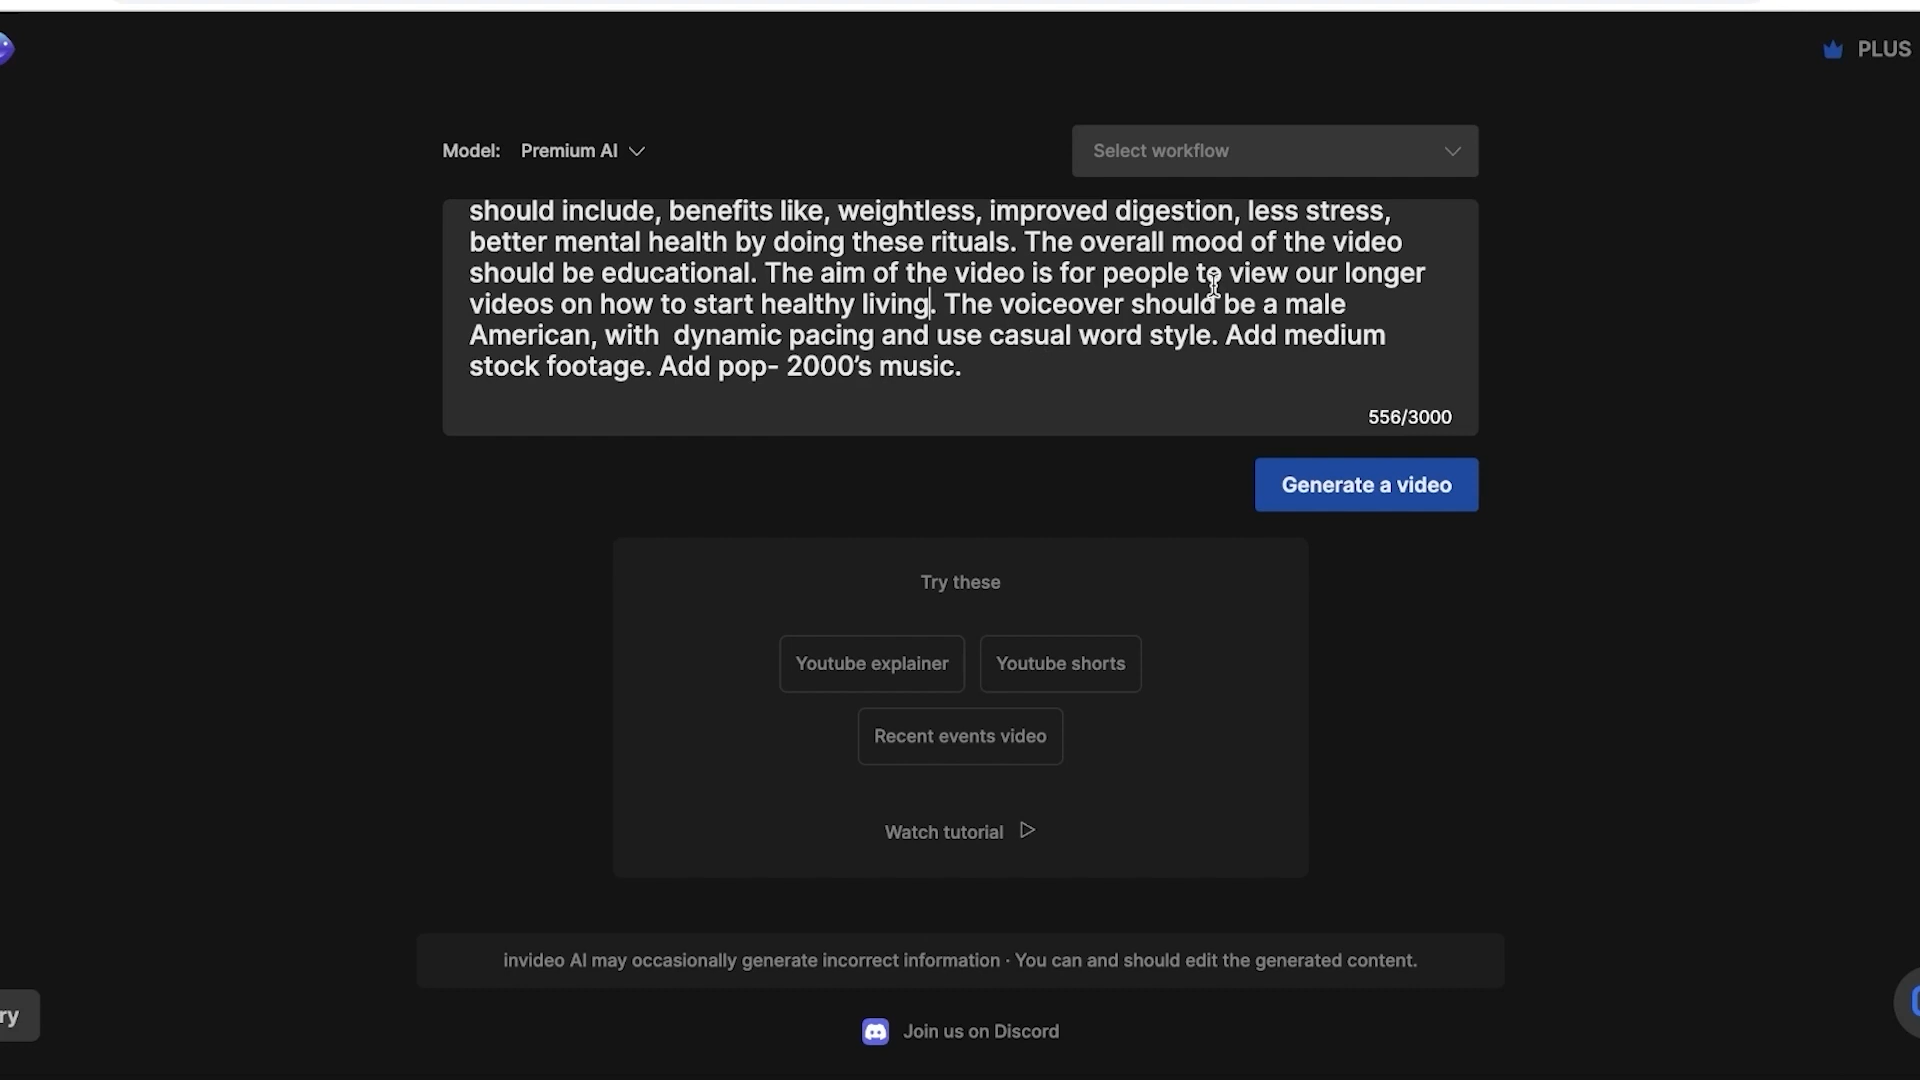 PLUS
Model: Premium AI
Select workflow
should include, benefits like, weightless, improved digestion, less stress,
better mental health by doing these rituals. The overall mood of the video
should be educational. The aim of the video is for people to view our longer
videos on how to start healthy living. The voiceover should be a male
American, with  dynamic pacing and use casual word style. Add medium
stock footage. Add pop- 2000’s music.
556/3000
Generate a video
Try these
Youtube explainer
Youtube shorts
Recent events video
Watch tutorial
invideo AI may occasionally generate incorrect information · You can and should edit the generated content.
ry
Join us on Discord